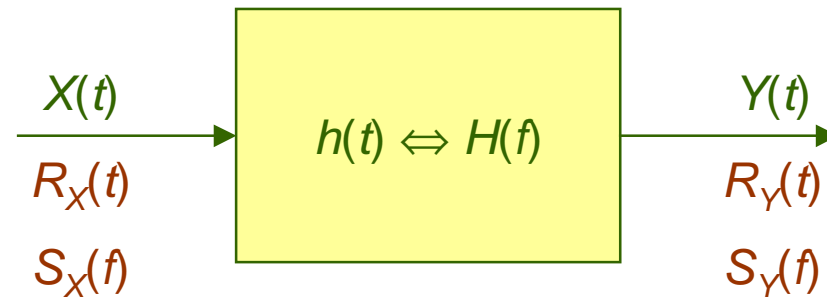 X(t)
R_X(t)
S_X(f)
h(t) ⇔ H(f)
Y(t)
R_Y(t)
S_Y(f)